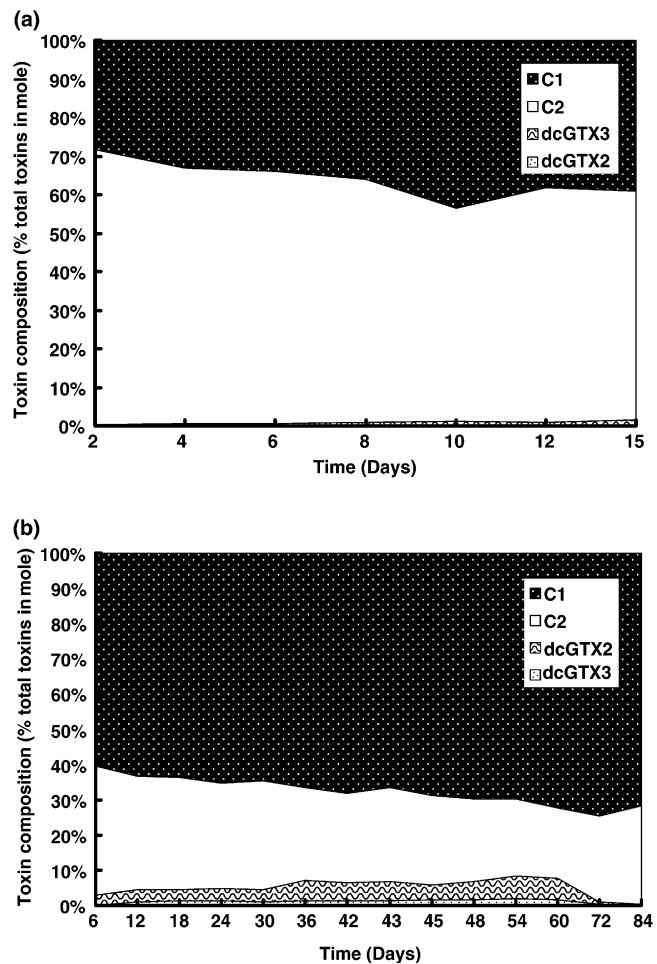 (a)
100%
90%
80%
70%
60%
50%
40%
30%
20%
10%
0%
Toxin composition (% total toxins in mole)
C1
C2
dcGTX3
dcGTX2
2 4 6 8 10 12 15
Time (Days)
(b)
100%
90%
80%
70%
60%
50%
40%
30%
20%
10%
0%
Toxin composition (% total toxins in mole)
C1
C2
dcGTX2
dcGTX3
6 12 18 24 30 36 42 43 45 48 54 60 72 84
Time (Days)